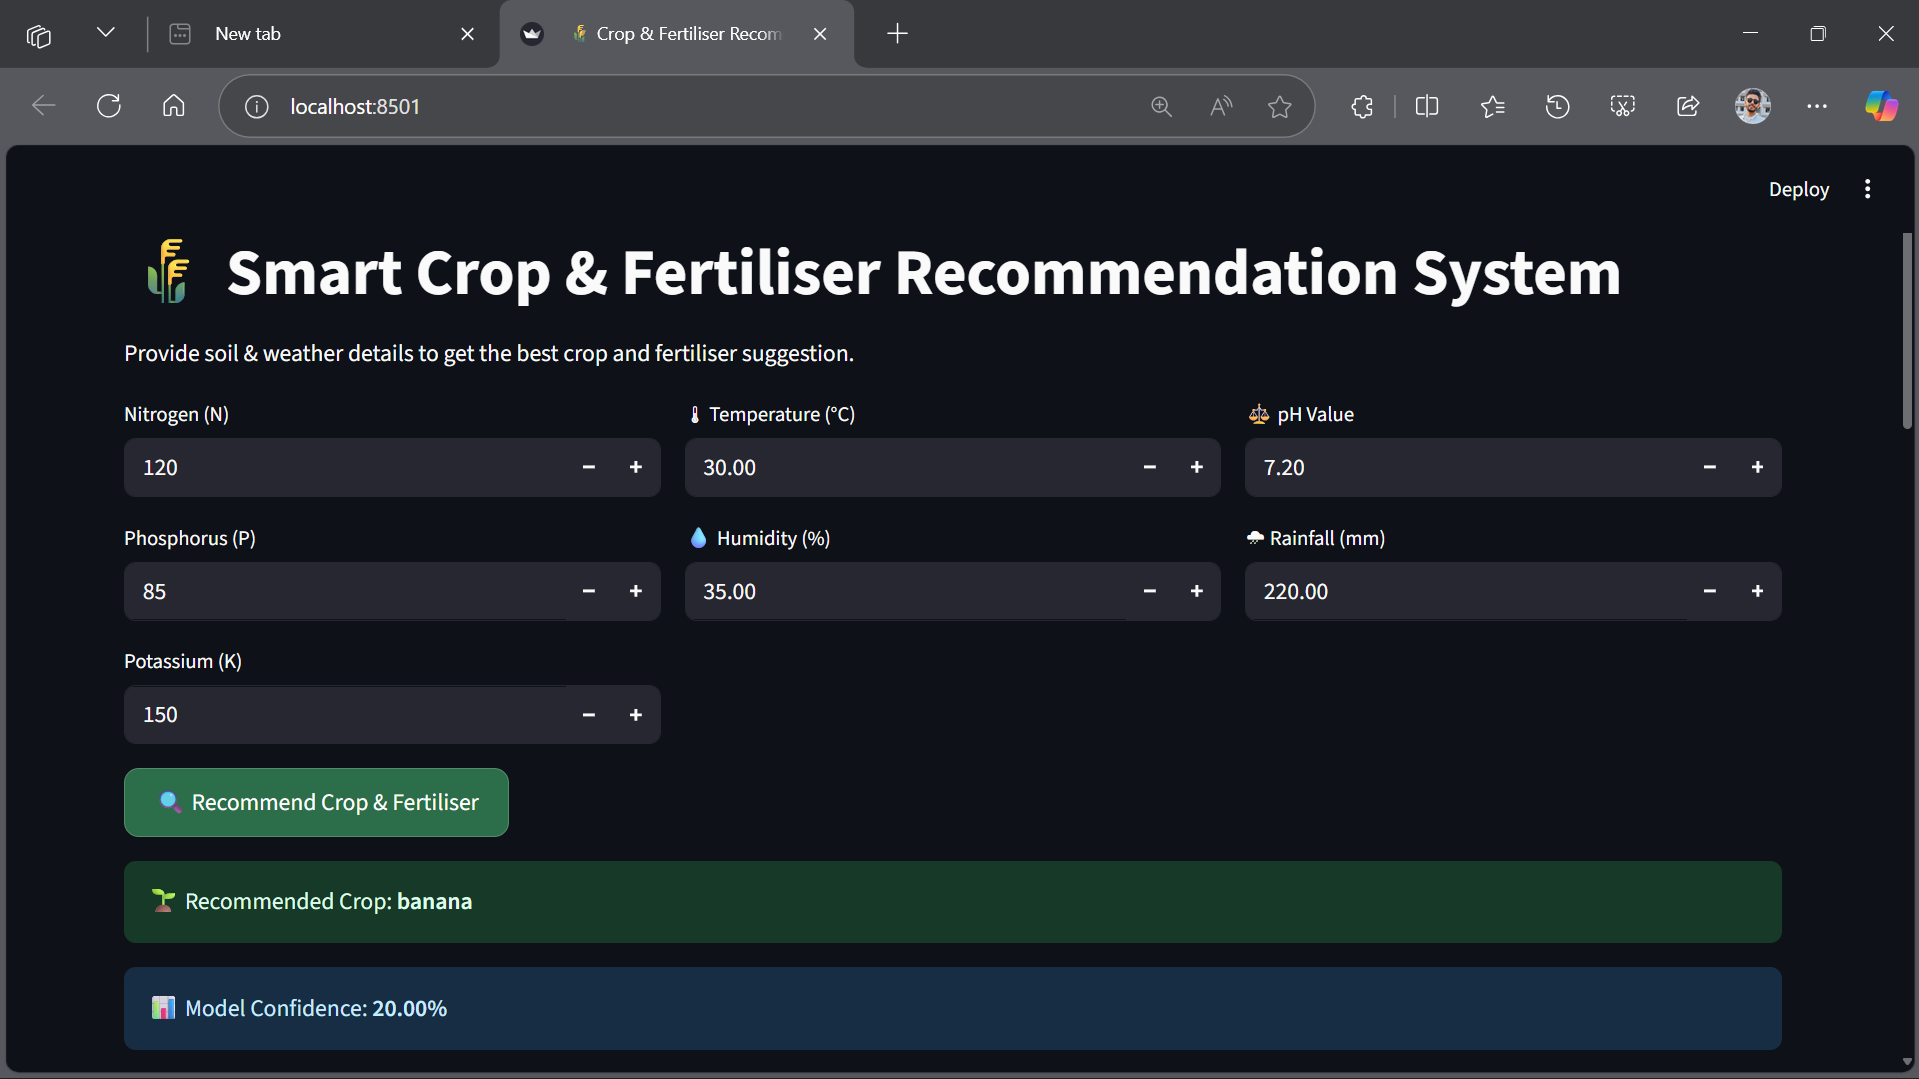 New tab
Crop & Fertiliser Recom
localhost:8501
Deploy
Smart Crop & Fertiliser Recommendation System
Provide soil & weather details to get the best crop and fertiliser suggestion.
Nitrogen (N)
Temperature (°C)
pH Value
120
30.00
7.20
Phosphorus (P)
Humidity (%)
Rainfall (mm)
85
35.00
220.00
Potassium (K)
150
Recommend Crop & Fertiliser
Recommended Crop: banana
Model Confidence: 20.00%